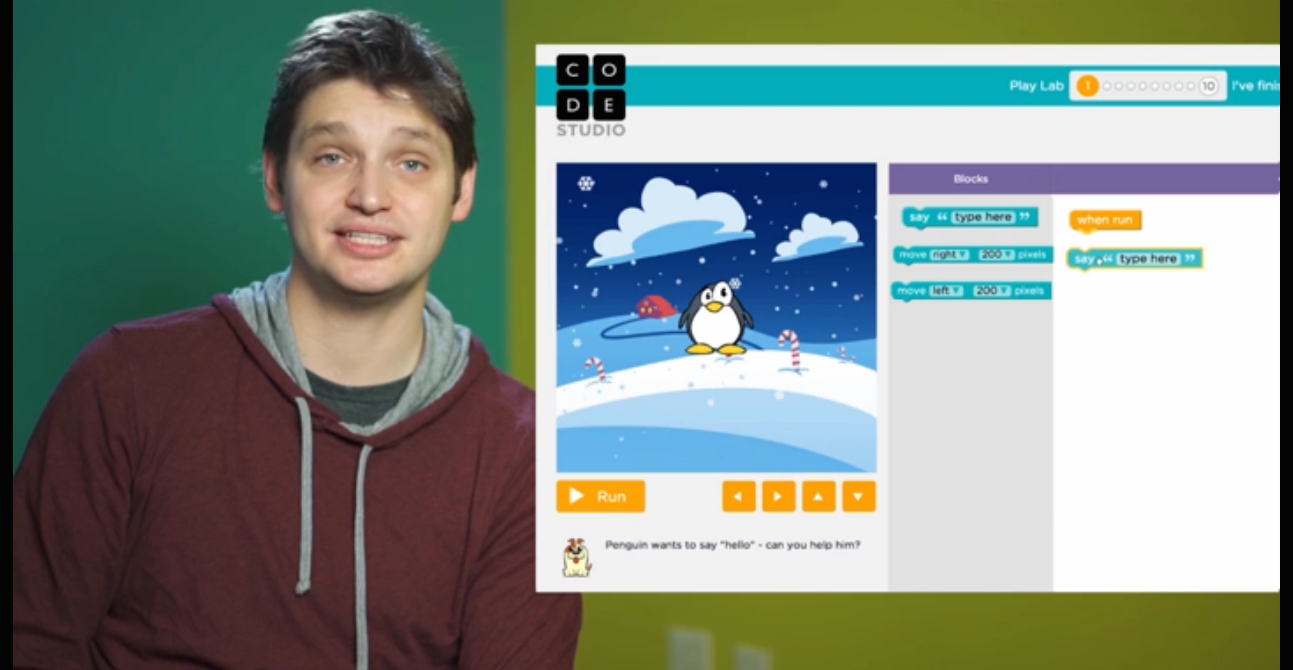 C O
D E
STUDIO
Play Lab
1
10
I've
Blocks
say “ type here ”
move right 200 pixels
move left 200 pixels
when run
say “ type here ”
Run
Penguin wants to say "hello" - can you help him?